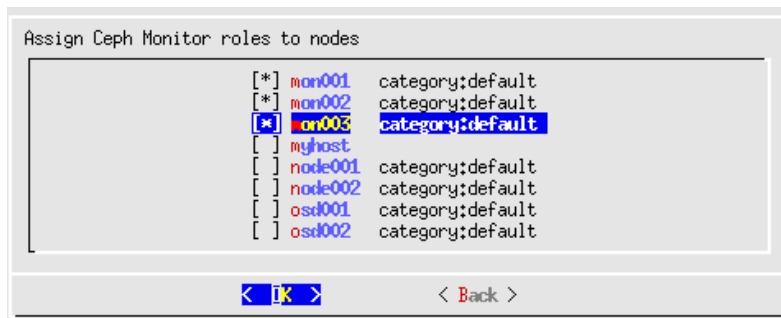 Assign Ceph Monitor roles to nodes
[*] mon001 category:default
[*] mon002 category:default
[*] mon003 category:default
[ ] myhost
[ ] node001 category:default
[ ] node002 category:default
[ ] osd001 category:default
[ ] osd002 category:default
< OK > < Back >